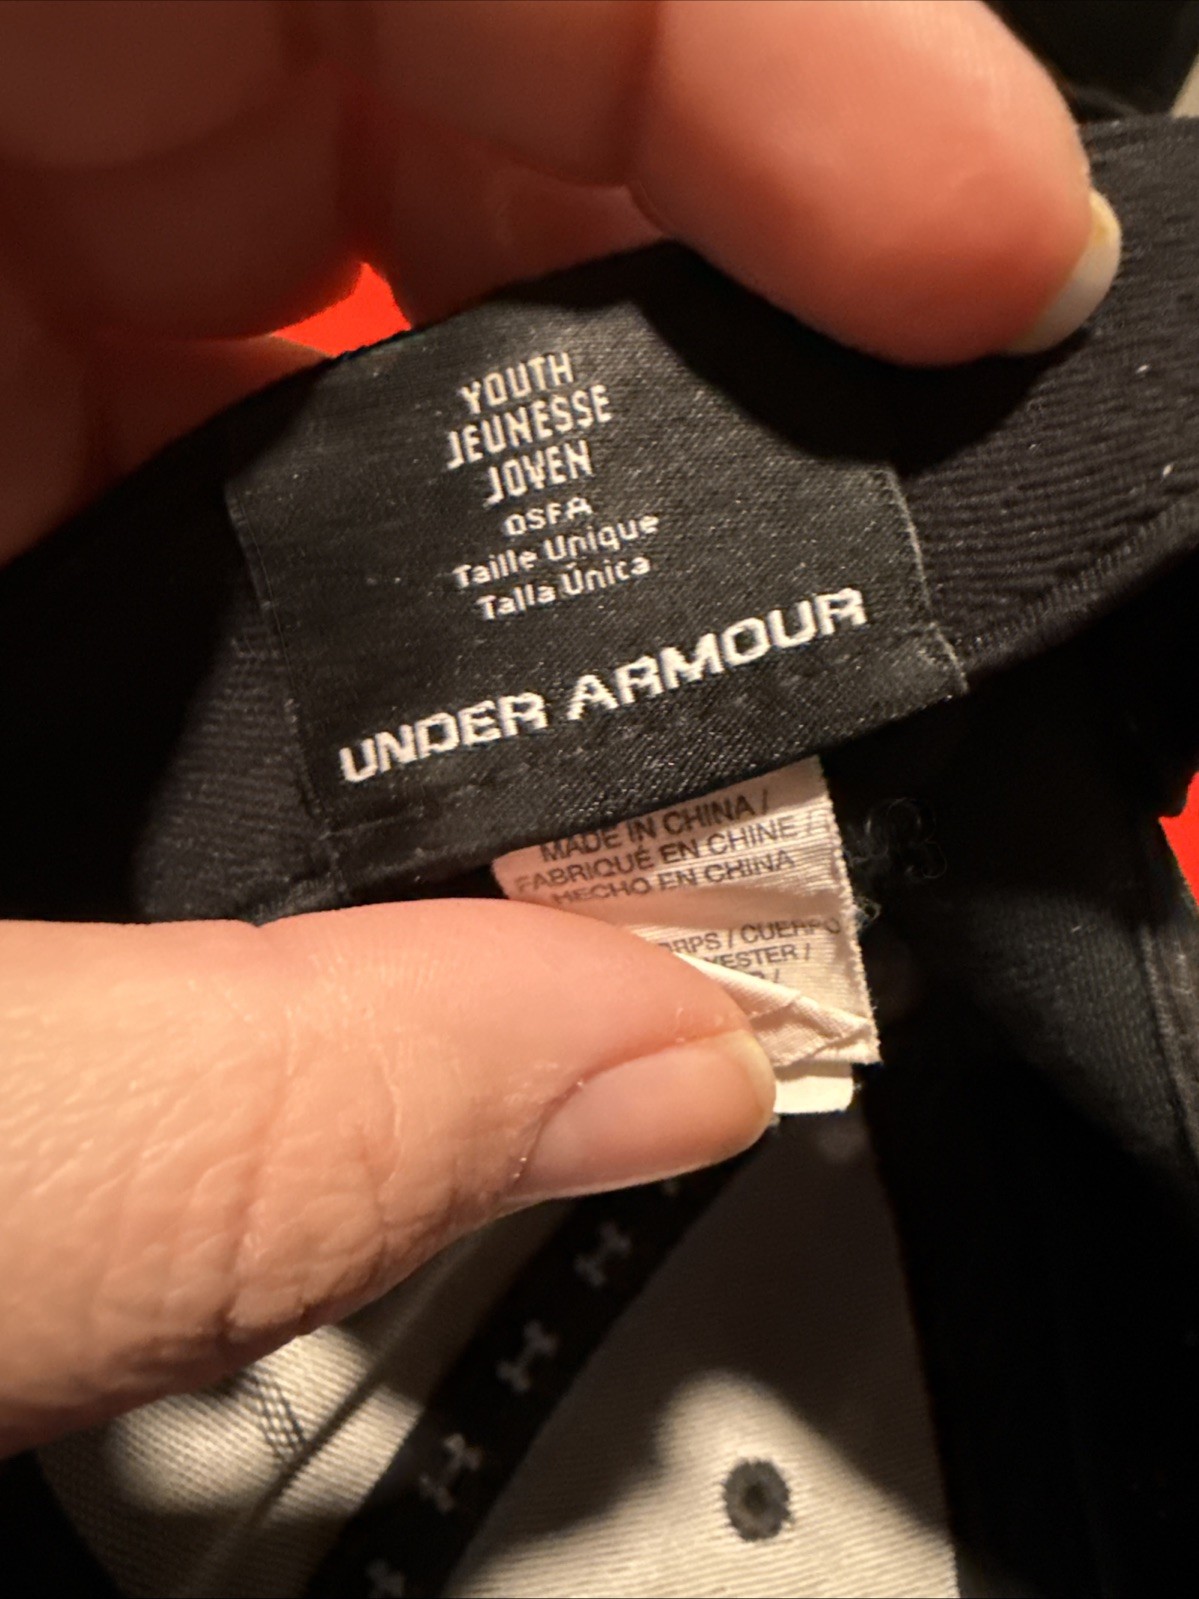 YOUTH
JEUNESSE
JOVEN
OSFA
Taille Unique
Talla Única
UNDER ARMOUR
MADE IN CHINA /
FABRIQUÉ EN CHINE /
HECHO EN CHINA
/ CUERPO